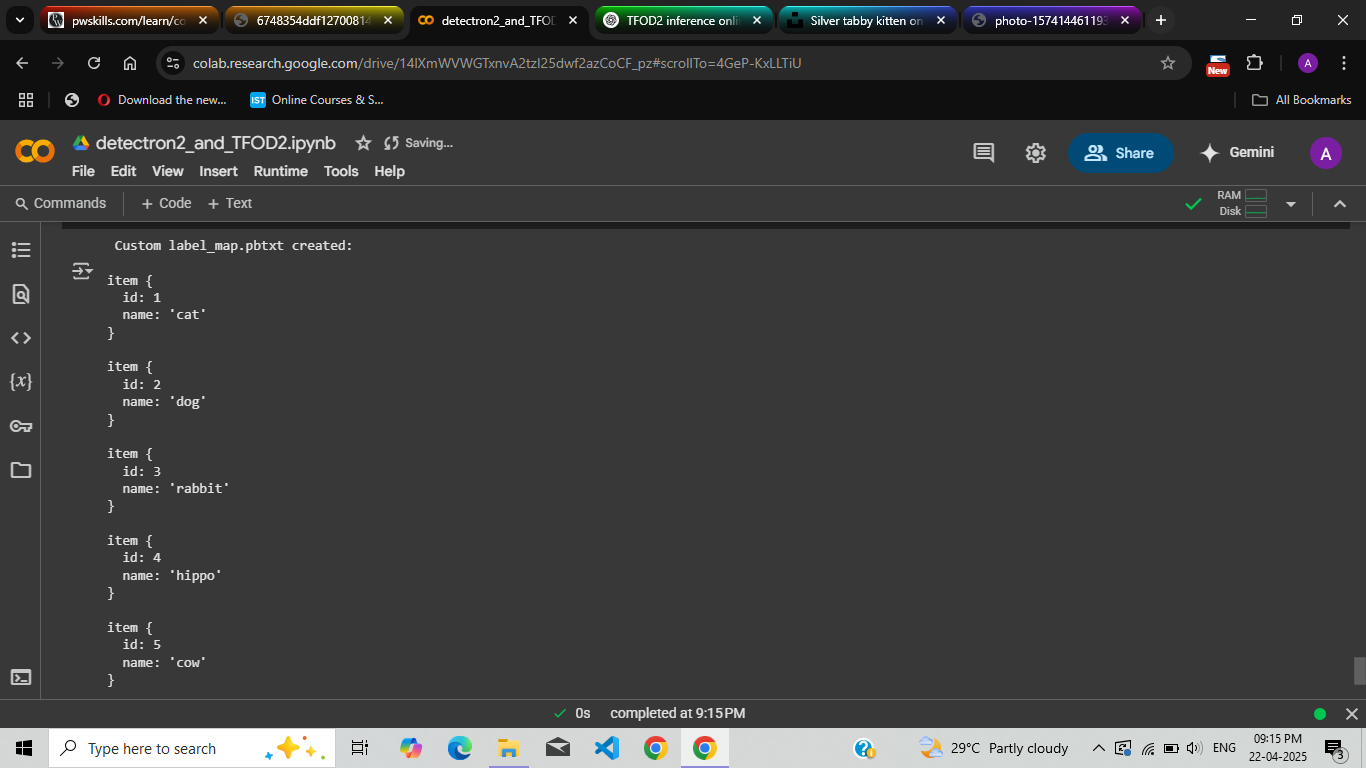 pwskills.com/learn/co
6748354ddf12700814
detectron2_and_TFOD
TFOD2 inference onli
Silver tabby kitten on
photo-157414461193
colab.research.google.com/drive/14IXmWVWGTxnvA2tzI25dwf2azCoCF_pz#scrollTo=4GeP-KxLLTiU
New
A
Download the new...
IST
Online Courses & S...
All Bookmarks
detectron2_and_TFOD2.ipynb
Saving...
File Edit View Insert Runtime Tools Help
Share
Gemini
A
Commands
+ Code
+ Text
RAM
Disk
Custom label_map.pbtxt created:
item {
id: 1
name: 'cat'
}
item {
id: 2
name: 'dog'
}
item {
id: 3
name: 'rabbit'
}
item {
id: 4
name: 'hippo'
}
item {
id: 5
name: 'cow'
}
0s completed at 9:15 PM
Type here to search
29°C Partly cloudy
ENG
09:15 PM
22-04-2025
3